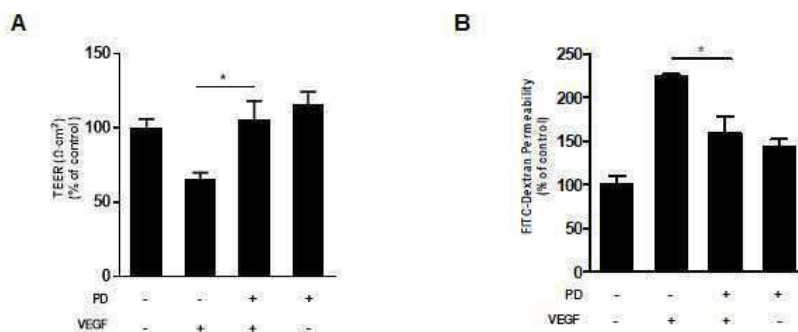 A
TEER (Ω·cm²)
(% of control)
150
100
50
0
*
PD - - + +
VEGF - + + -
B
FITC-Dextran Permeability
(% of control)
250
200
150
100
50
0
*
PD - - + +
VEGF - + + -